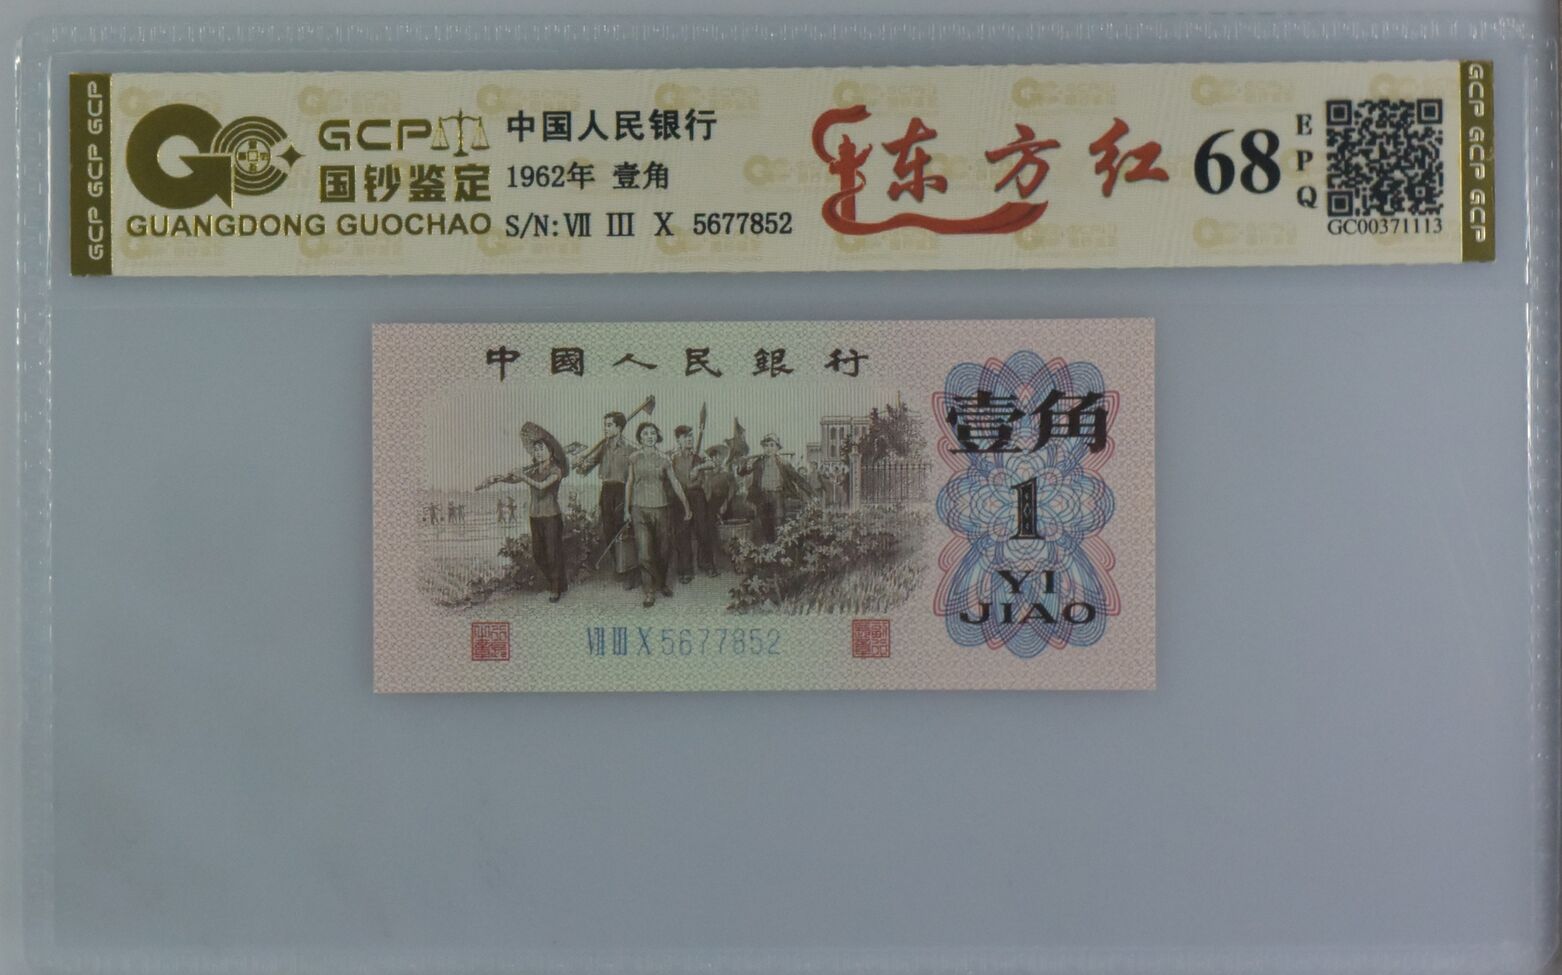 GCP GCP GCP
GCP
国钞鉴定
GUANGDONG GUOCHAO
中国人民银行
1962年 壹角
S/N: Ⅶ Ⅲ Ⅹ 5677852
东方红
68
EPQ
GC00371113
GCP GCP GCP
中國人民銀行
壹角
1
YI
JIAO
Ⅶ Ⅲ Ⅹ 5677852